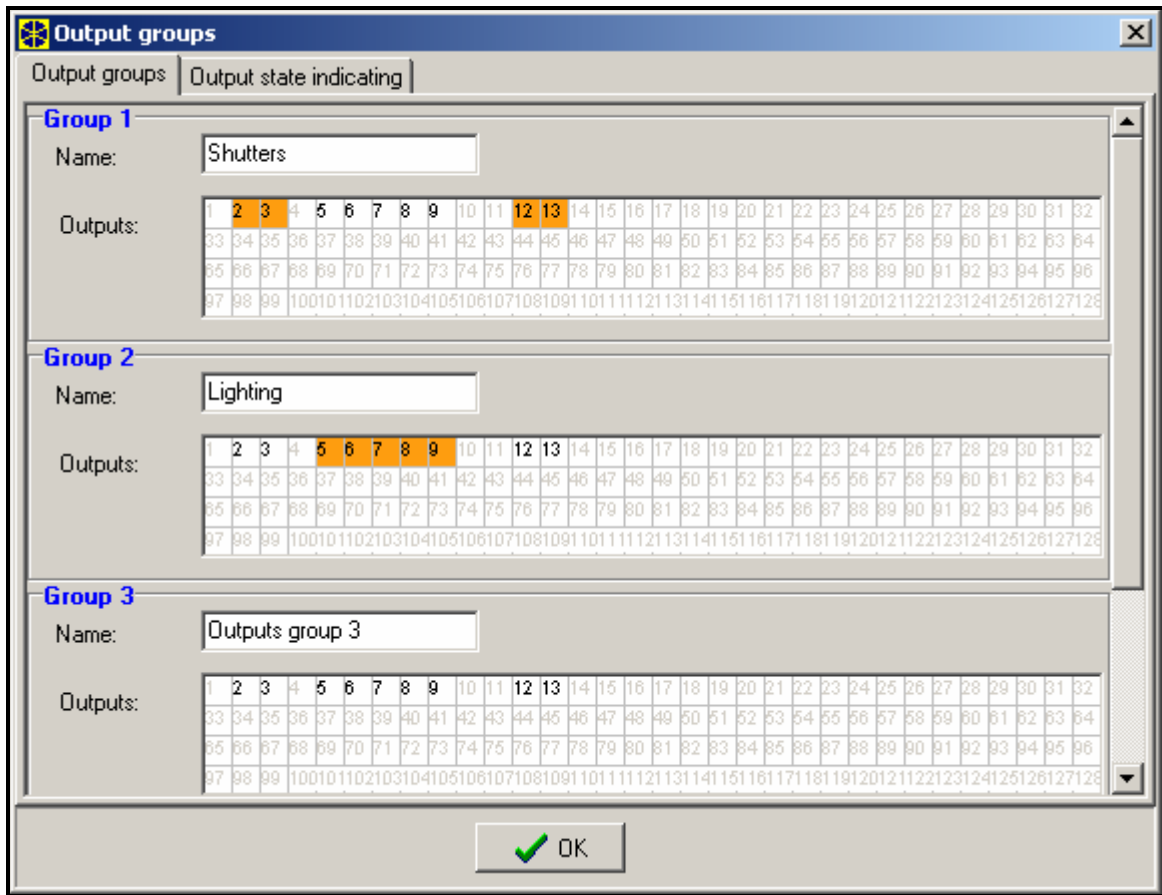 Output groups
Output groups Output state indicating
Group 1
Name: Shutters
Outputs: 1 2 3 4 5 6 7 8 9 10 11 12 13 14 15 16 17 18 19 20 21 22 23 24 25 26 27 28 29 30 31 32
33 34 35 36 37 38 39 40 41 42 43 44 45 46 47 48 49 50 51 52 53 54 55 56 57 58 59 60 61 62 63 64
65 66 67 68 69 70 71 72 73 74 75 76 77 78 79 80 81 82 83 84 85 86 87 88 89 90 91 92 93 94 95 96
97 98 99 100 101 102 103 104 105 106 107 108 109 110 111 112 113 114 115 116 117 118 119 120 121 122 123 124 125 126 127 128
Group 2
Name: Lighting
Outputs: 1 2 3 4 5 6 7 8 9 10 11 12 13 14 15 16 17 18 19 20 21 22 23 24 25 26 27 28 29 30 31 32
33 34 35 36 37 38 39 40 41 42 43 44 45 46 47 48 49 50 51 52 53 54 55 56 57 58 59 60 61 62 63 64
65 66 67 68 69 70 71 72 73 74 75 76 77 78 79 80 81 82 83 84 85 86 87 88 89 90 91 92 93 94 95 96
97 98 99 100 101 102 103 104 105 106 107 108 109 110 111 112 113 114 115 116 117 118 119 120 121 122 123 124 125 126 127 128
Group 3
Name: Outputs group 3
Outputs: 1 2 3 4 5 6 7 8 9 10 11 12 13 14 15 16 17 18 19 20 21 22 23 24 25 26 27 28 29 30 31 32
33 34 35 36 37 38 39 40 41 42 43 44 45 46 47 48 49 50 51 52 53 54 55 56 57 58 59 60 61 62 63 64
65 66 67 68 69 70 71 72 73 74 75 76 77 78 79 80 81 82 83 84 85 86 87 88 89 90 91 92 93 94 95 96
97 98 99 100 101 102 103 104 105 106 107 108 109 110 111 112 113 114 115 116 117 118 119 120 121 122 123 124 125 126 127 128
OK